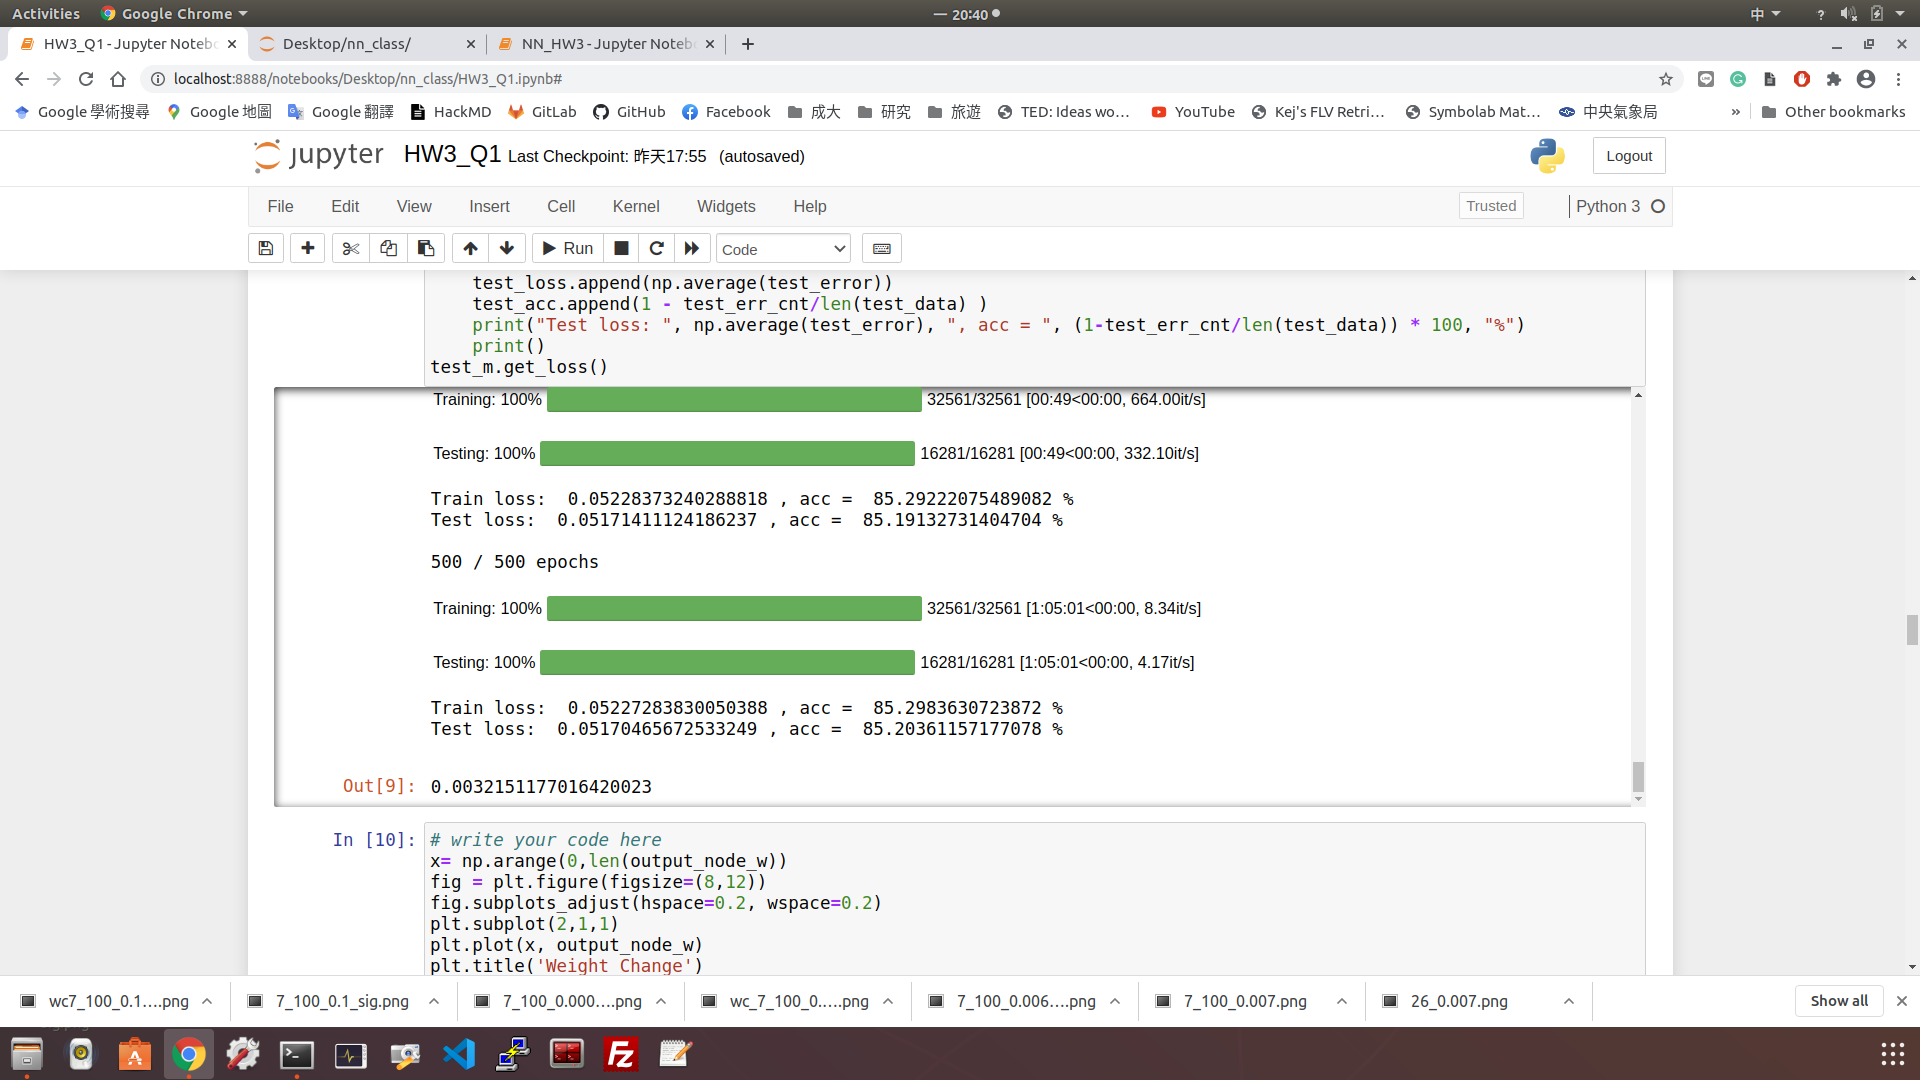 Activities
Google Chrome
— 20:40
中
?
HW3_Q1 - Jupyter Notebo
Desktop/nn_class/
NN_HW3 - Jupyter Noteb
localhost:8888/notebooks/Desktop/nn_class/HW3_Q1.ipynb#
Google 學術搜尋
Google 地圖
Google 翻譯
HackMD
GitLab
GitHub
Facebook
成大
研究
旅遊
TED: Ideas wo…
YouTube
Kej's FLV Retri…
Symbolab Mat…
中央氣象局
»
Other bookmarks
jupyter
HW3_Q1 Last Checkpoint: 昨天17:55 (autosaved)
Logout
File
Edit
View
Insert
Cell
Kernel
Widgets
Help
Trusted
Python 3
Run
Code
test_loss.append(np.average(test_error))
test_acc.append(1 - test_err_cnt/len(test_data) )
print("Test loss: ", np.average(test_error), ", acc = ", (1-test_err_cnt/len(test_data)) * 100, "%")
print()
test_m.get_loss()
Training: 100% 32561/32561 [00:49<00:00, 664.00it/s]
Testing: 100% 16281/16281 [00:49<00:00, 332.10it/s]
Train loss:  0.05228373240288818 , acc =  85.29222075489082 %
Test loss:  0.05171411124186237 , acc =  85.19132731404704 %
500 / 500 epochs
Training: 100% 32561/32561 [1:05:01<00:00, 8.34it/s]
Testing: 100% 16281/16281 [1:05:01<00:00, 4.17it/s]
Train loss:  0.05227283830050388 , acc =  85.2983630723872 %
Test loss:  0.05170465672533249 , acc =  85.20361157177078 %
Out[9]: 0.0032151177016420023
In [10]: # write your code here
x= np.arange(0,len(output_node_w))
fig = plt.figure(figsize=(8,12))
fig.subplots_adjust(hspace=0.2, wspace=0.2)
plt.subplot(2,1,1)
plt.plot(x, output_node_w)
plt.title('Weight Change')
wc7_100_0.1….png
7_100_0.1_sig.png
7_100_0.000….png
wc_7_100_0.….png
7_100_0.006….png
7_100_0.007.png
26_0.007.png
Show all